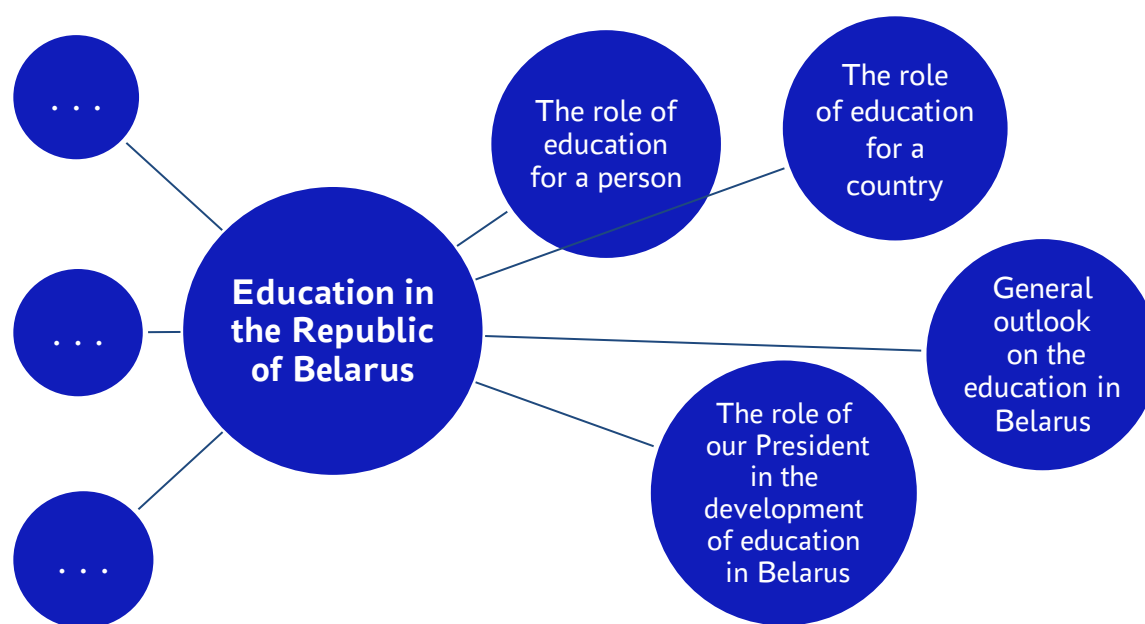 . . .
The role of
education
for a person
The role
of education
for a
country
Education in
the Republic
of Belarus
. . .
General
outlook
on the
education in
Belarus
The role of
our President
in the
development
of education
in Belarus
. . .